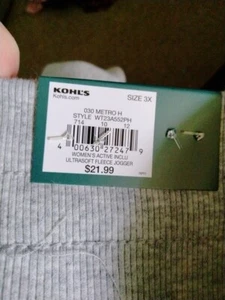 KOHL'S
Kohls.com
SIZE 3X
030 METRO H
STYLE WT23A552PH
714 10 12
4 00630 27247 9
WOMEN'S ACTIVE INCLU
ULTRASOFT FLEECE JOGGER
$21.99